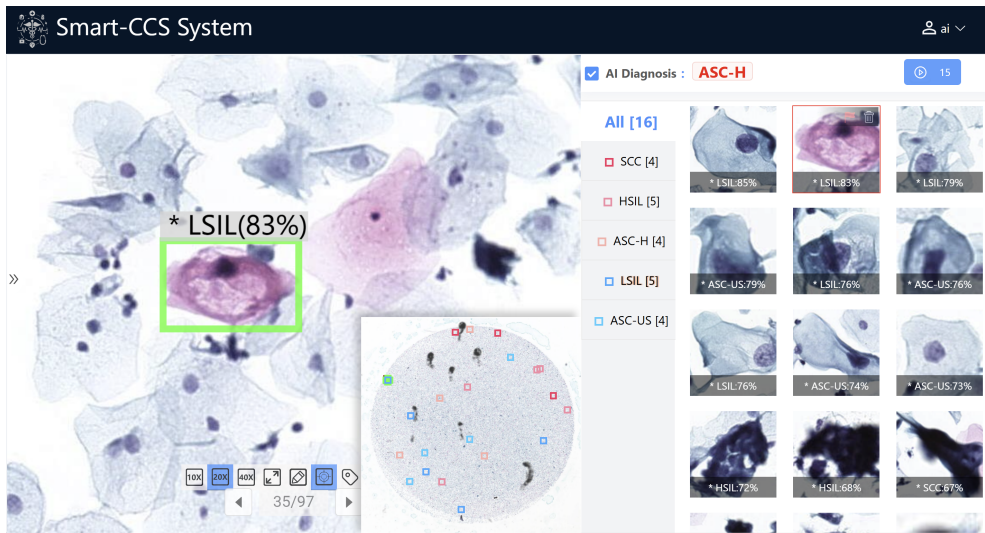 Smart-CCS System
ai
AI Diagnosis : ASC-H
15
All [16]
SCC [4]
HSIL [5]
ASC-H [4]
LSIL [5]
ASC-US [4]
* LSIL:85%
* LSIL:83%
* LSIL:79%
* ASC-US:79%
* LSIL:76%
* ASC-US:76%
* LSIL:76%
* ASC-US:74%
* ASC-US:73%
* HSIL:72%
* HSIL:68%
* SCC:67%
* LSIL(83%)
»
10X
20X
40X
35/97